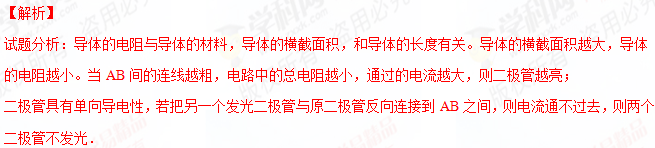 【解析】
试题分析：导体的电阻与导体的材料，导体的横截面积，和导体的长度有关。导体的横截面积越大，导体
的电阻越小。当 AB 间的连线越粗，电路中的总电阻越小，通过的电流越大，则二极管越亮；
二极管具有单向导电性，若把另一个发光二极管与原二极管反向连接到 AB 之间，则电流通不过去，则两个
二极管不发光．